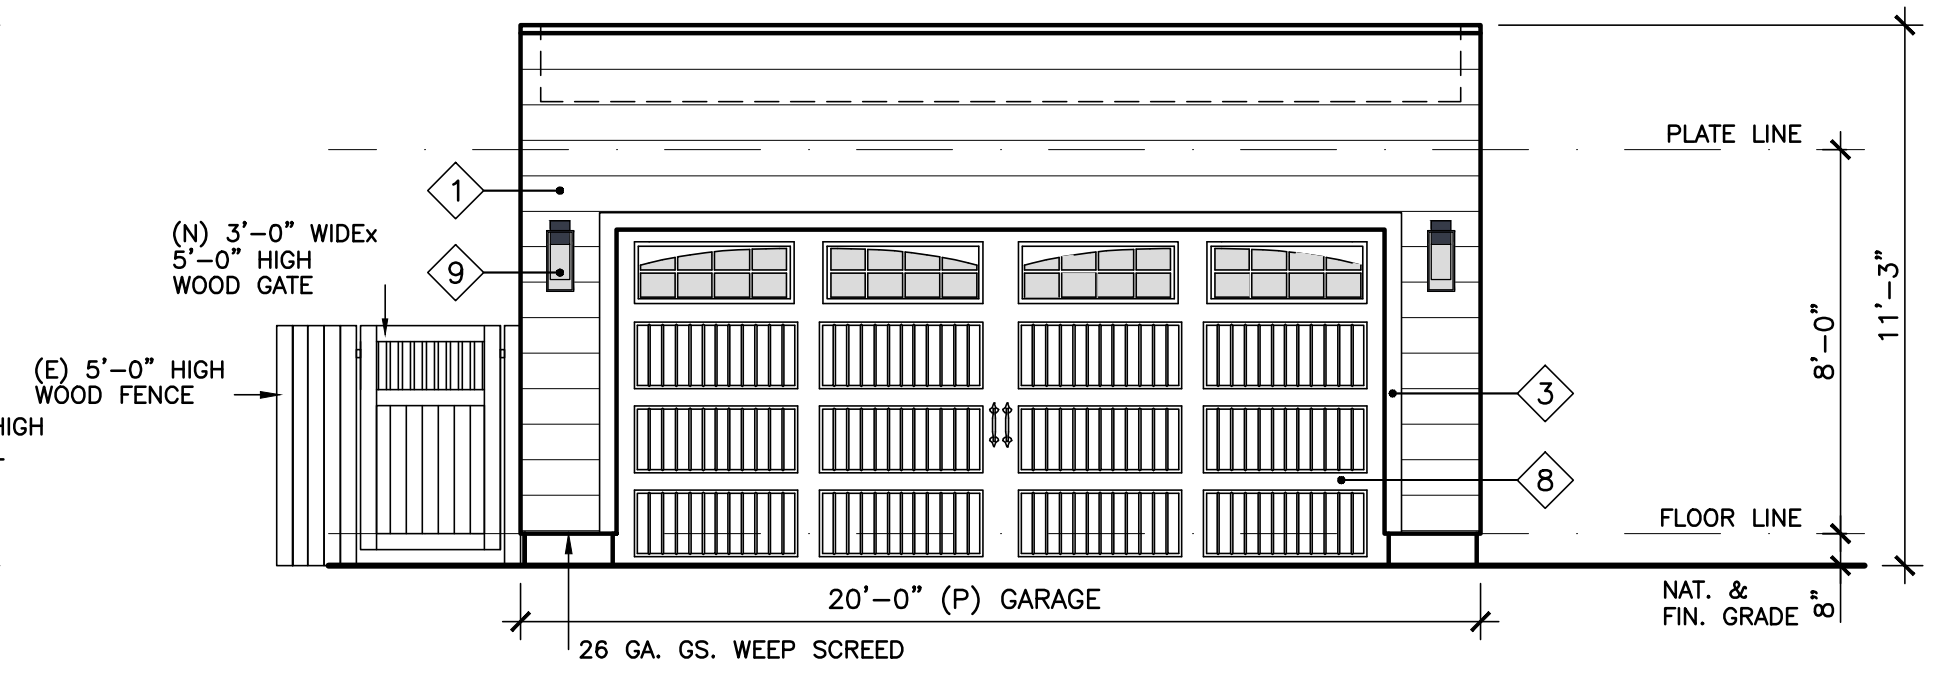 PLATE LINE
1
(N) 3'-0" WIDEx
5'-0" HIGH
WOOD GATE
9
11'-3"
8'-0"
(E) 5'-0" HIGH
WOOD FENCE
3
HIGH
8
FLOOR LINE
NAT. &
FIN. GRADE
8"
20'-0" (P) GARAGE
26 GA. GS. WEEP SCREED